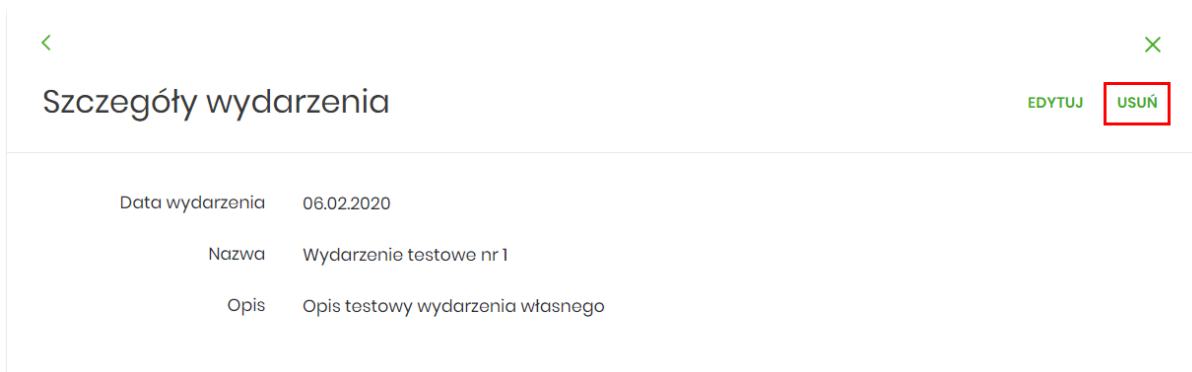 Szczegóły wydarzenia
EDYTUJ USUŃ
Data wydarzenia 06.02.2020
Nazwa Wydarzenie testowe nr 1
Opis Opis testowy wydarzenia własnego